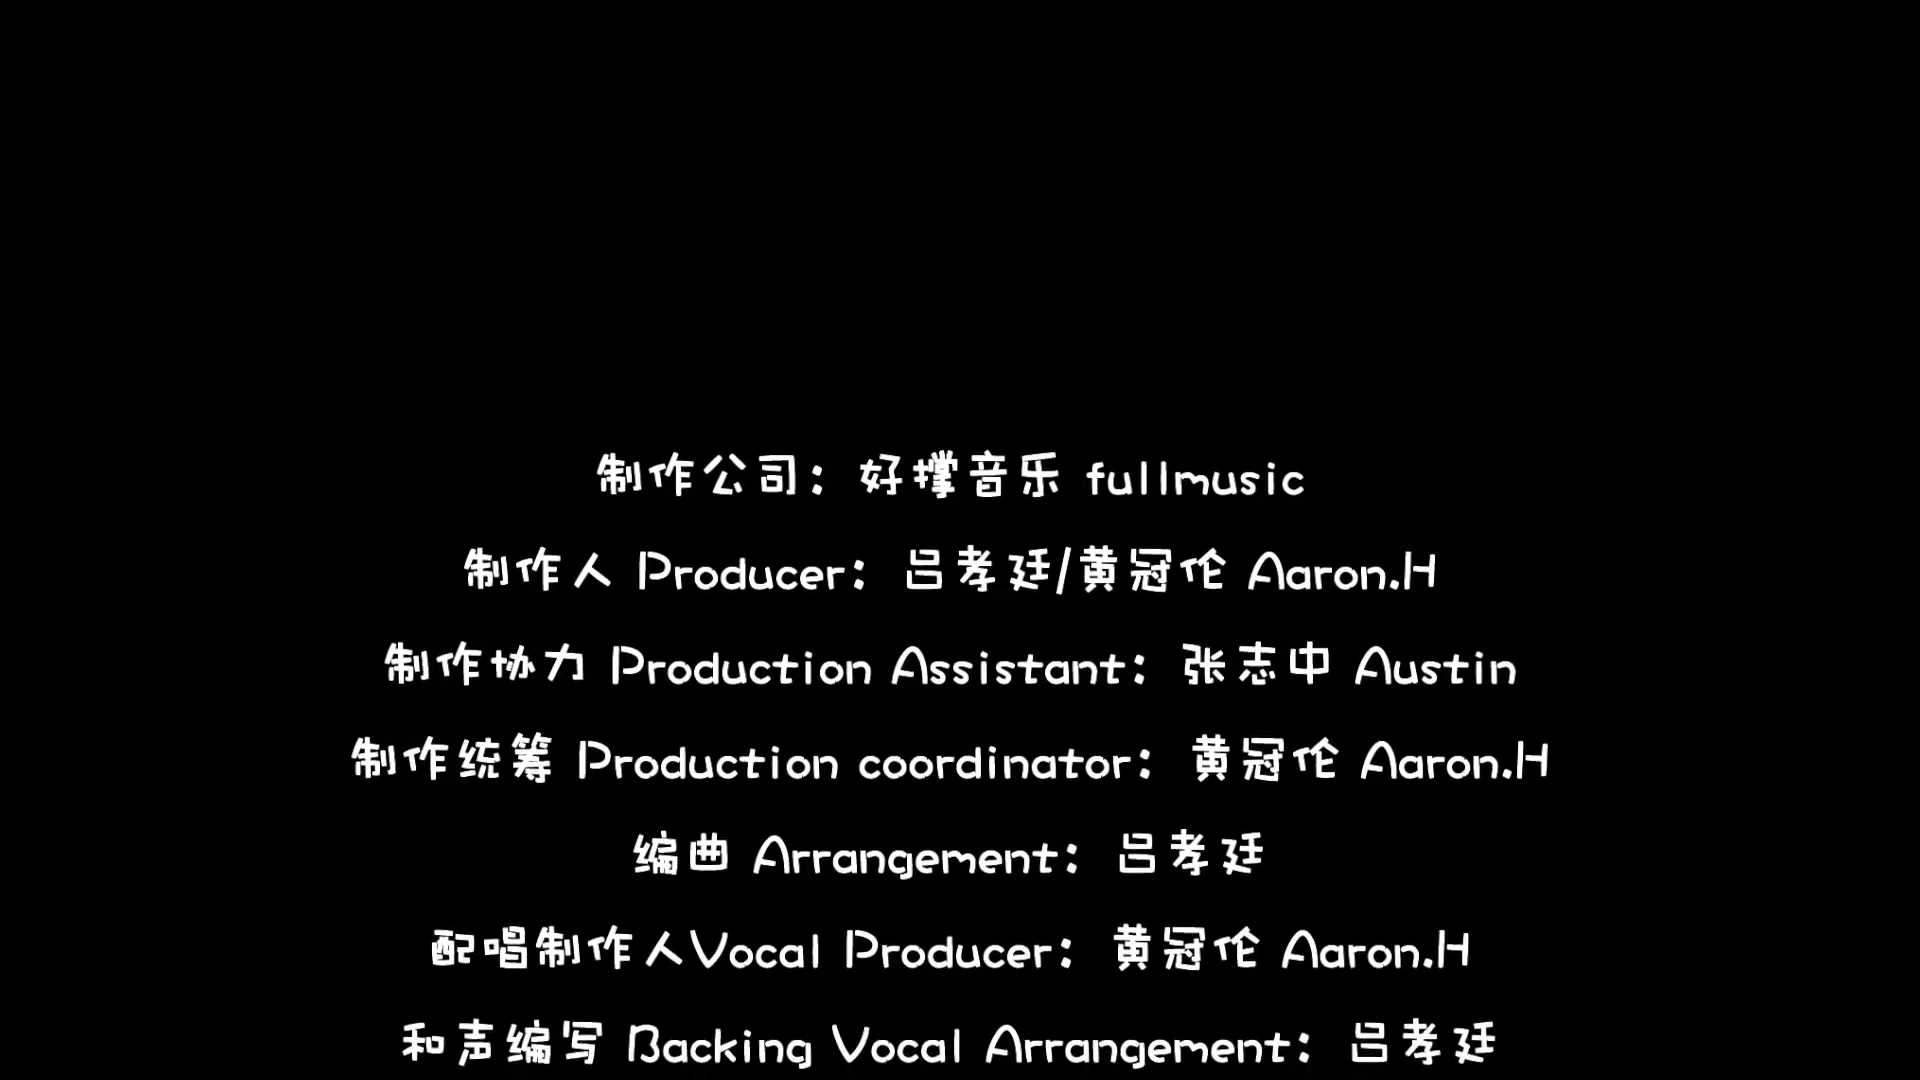 制作公司：好撑音乐 fullmusic
制作人 Producer：吕孝廷/黄冠伦 Aaron.H
制作协力 Production Assistant：张志中 Austin
制作统筹 Production coordinator：黄冠伦 Aaron.H
编曲 Arrangement：吕孝廷
配唱制作人Vocal Producer：黄冠伦 Aaron.H
和声编写 Backing Vocal Arrangement：吕孝廷